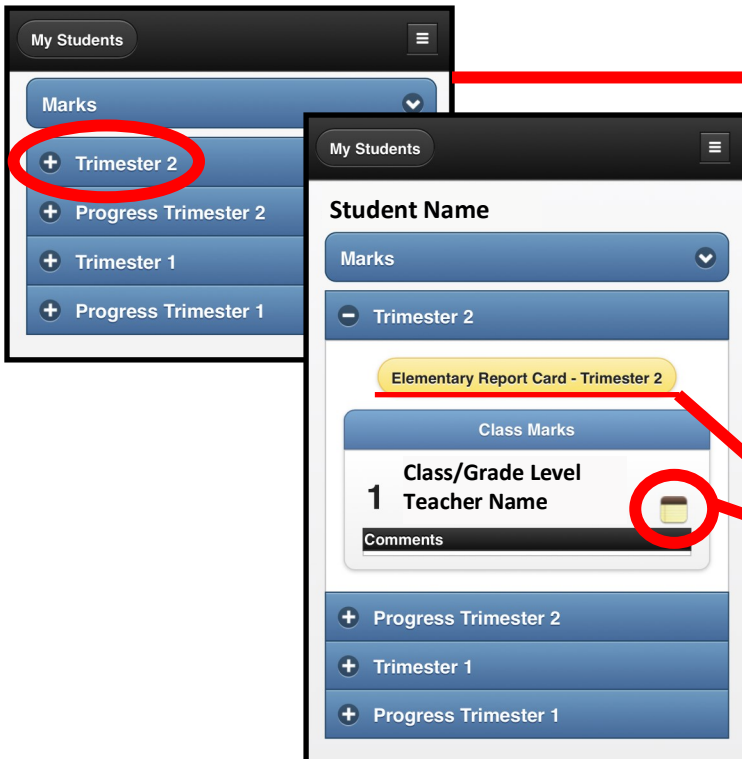 My Students
Marks
Trimester 2
Progress Trimester 2
Trimester 1
Progress Trimester 1
My Students
Student Name
Marks
Trimester 2
Elementary Report Card - Trimester 2
Class Marks
1
Class/Grade Level
Teacher Name
Comments
Progress Trimester 2
Trimester 1
Progress Trimester 1